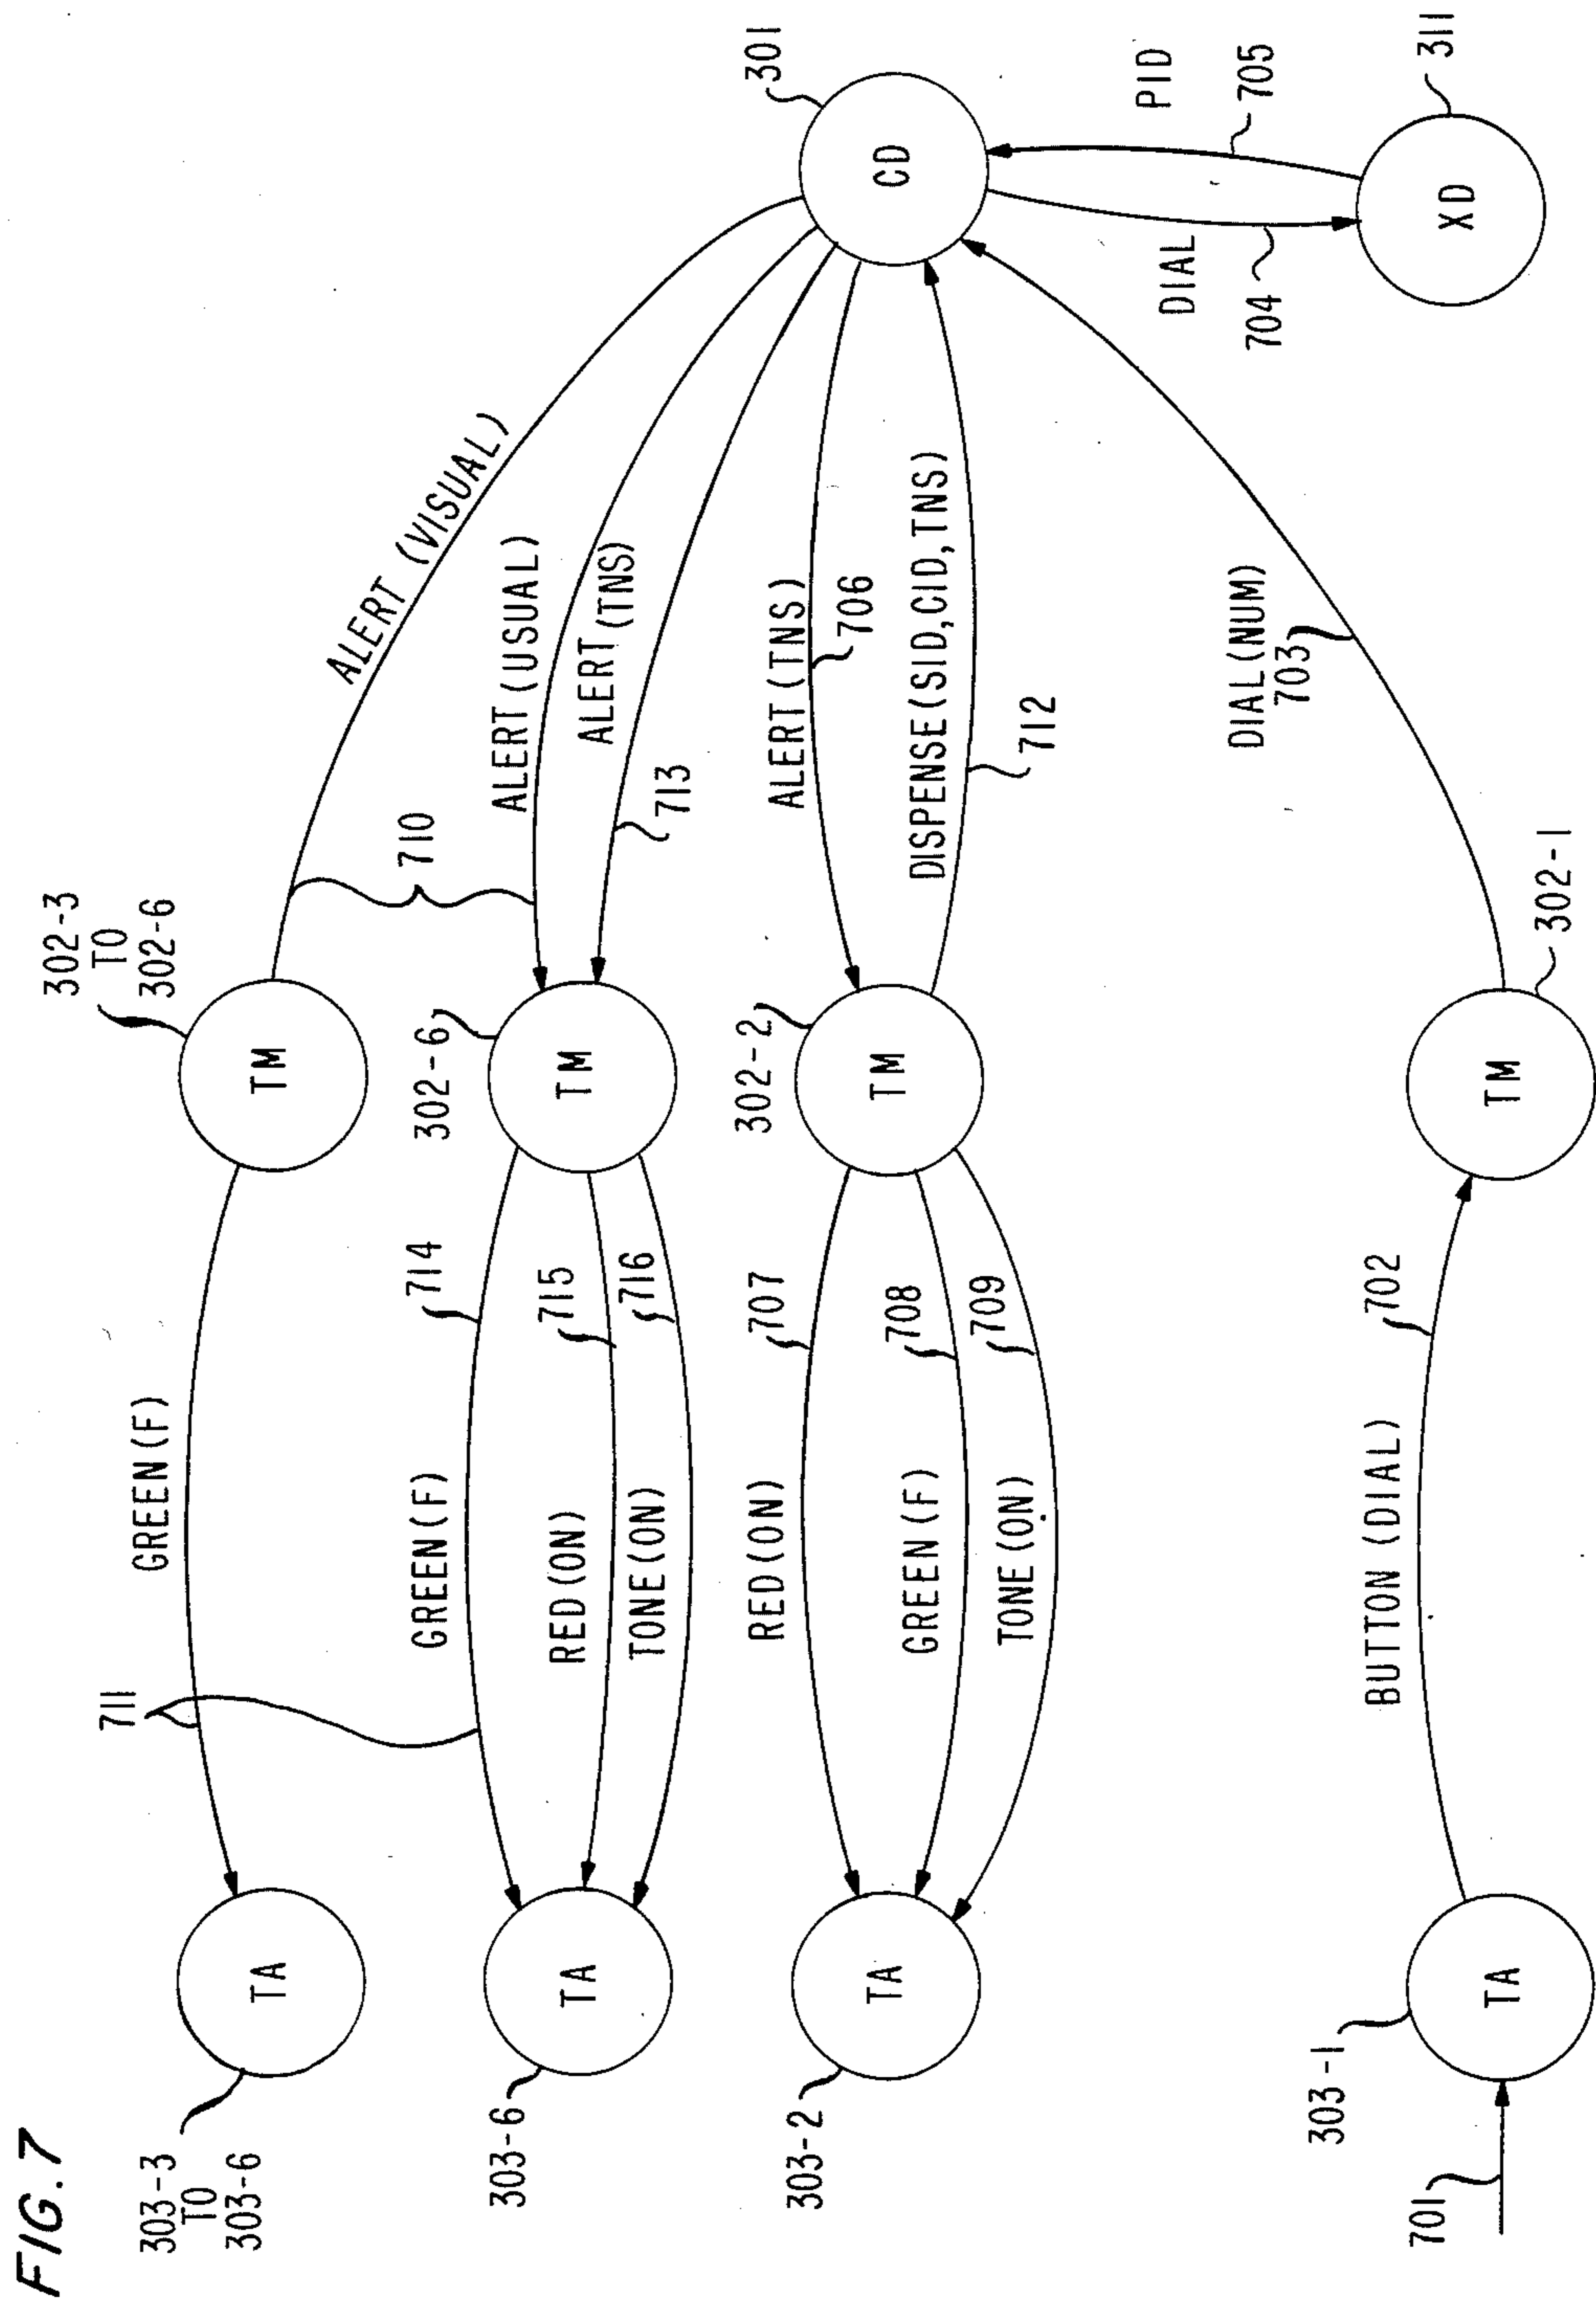 FIG. 7
303-3
TO
303-6
TA
711
GREEN (F)
302-3
TO
302-6
TM
710
ALERT (VISUAL)
303-6
TA
GREEN (F)
714
RED (ON)
715
TONE (ON)
716
302-6
TM
ALERT (USUAL)
ALERT (TNS)
713
303-2
TA
RED (ON)
707
GREEN (F)
708
TONE (ON)
709
302-2
TM
ALERT (TNS)
706
DISPENSE (SID, CID, TNS)
712
301
CD
DIAL
704
PID
705
311
XD
DIAL (NUM)
703
701
303-1
TA
BUTTON (DIAL)
702
TM
302-1